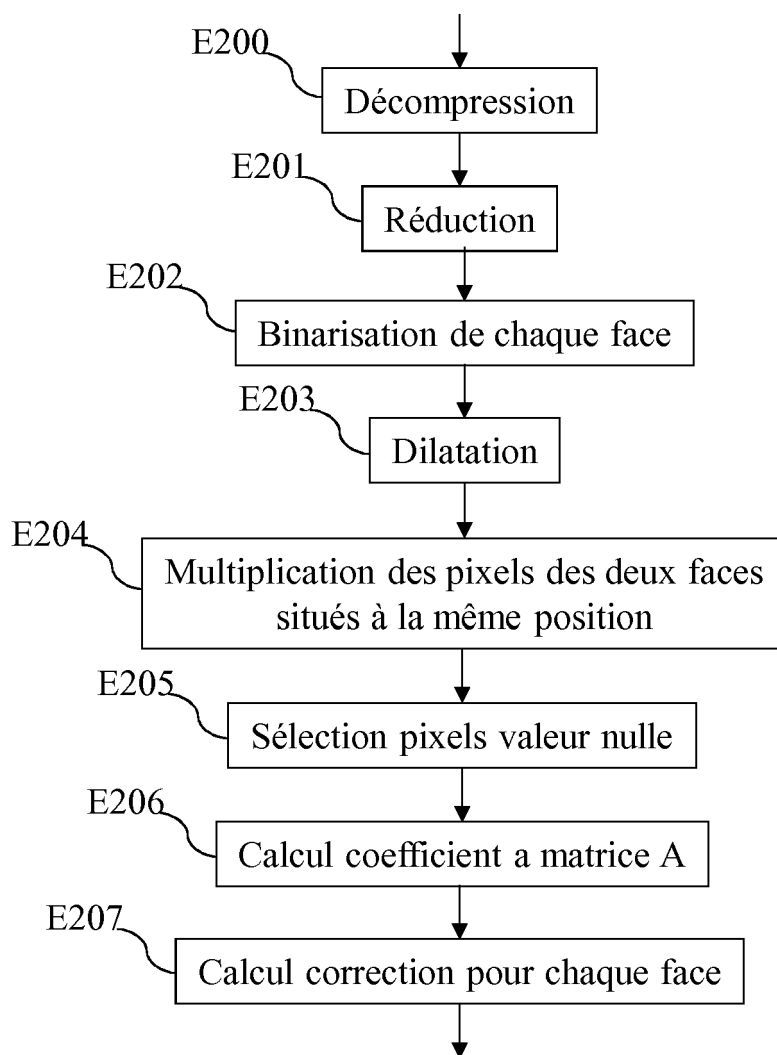 E200
Décompression
E201
Réduction
E202
Binarisation de chaque face
E203
Dilatation
E204
Multiplication des pixels des deux faces
situés à la même position
E205
Sélection pixels valeur nulle
E206
Calcul coefficient a matrice A
E207
Calcul correction pour chaque face